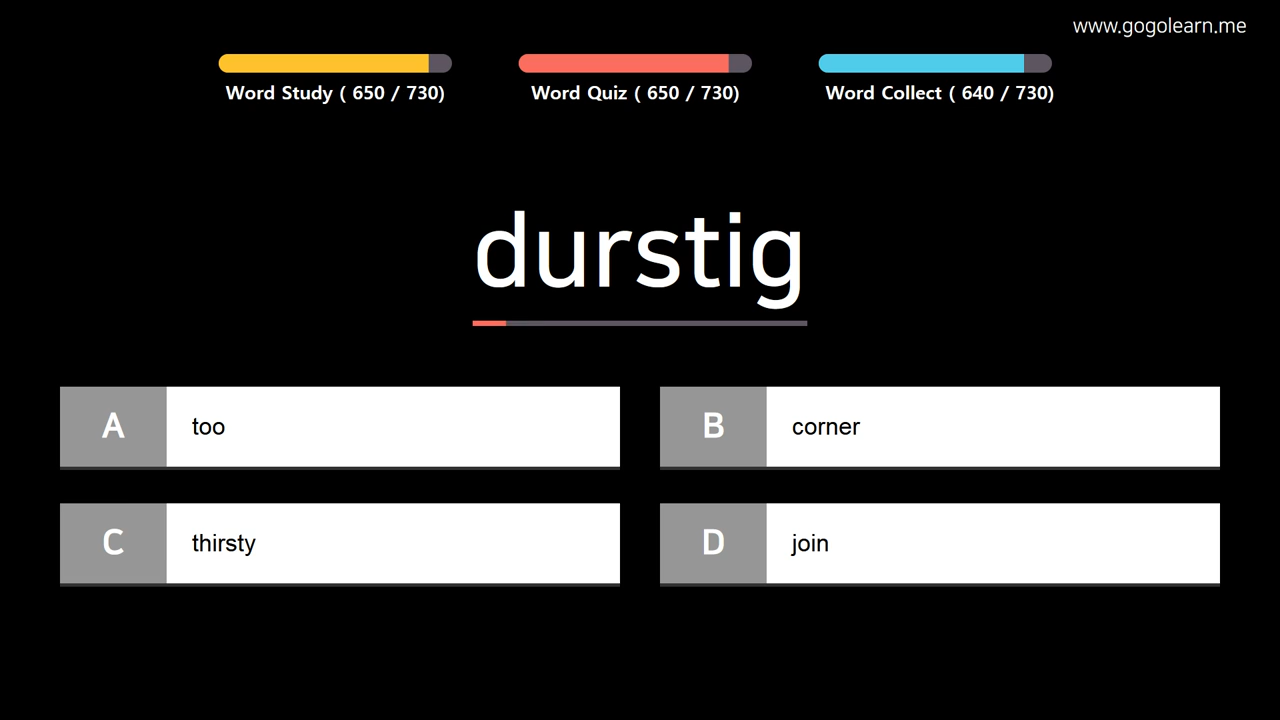 www.gogolearn.me
Word Study ( 650 / 730)
Word Quiz ( 650 / 730)
Word Collect ( 640 / 730)
durstig
A too
B corner
C thirsty
D join